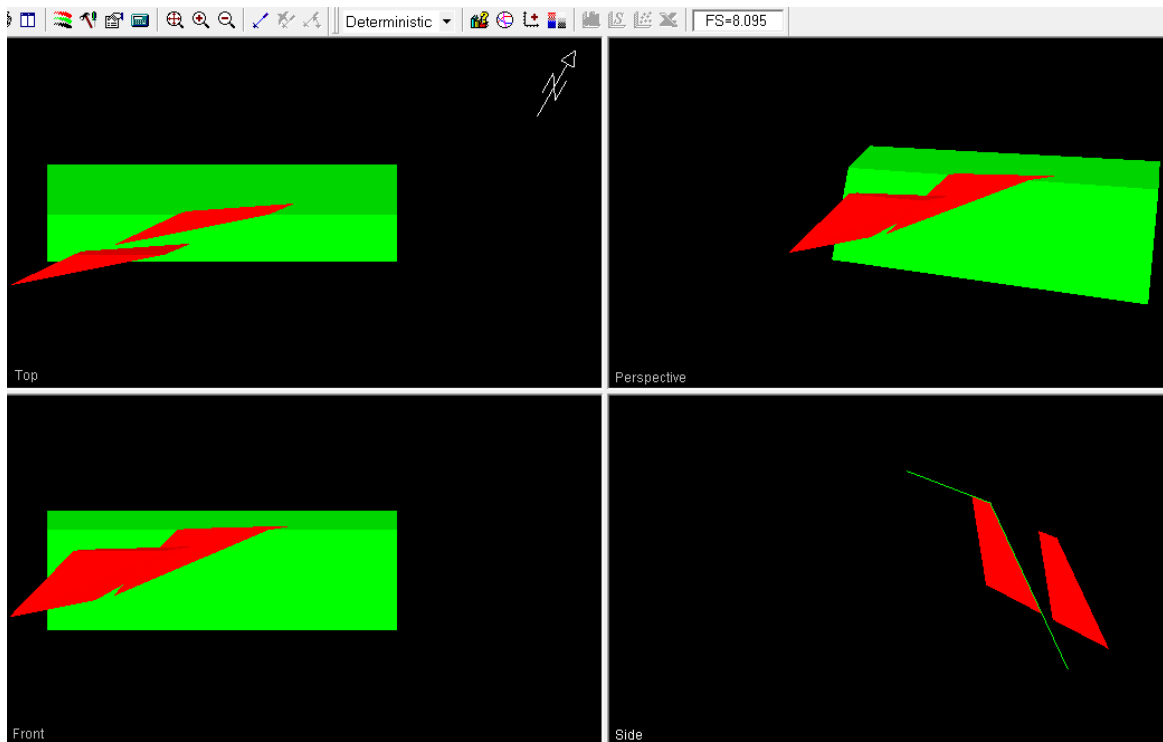 Deterministic
FS=8.095
N
Top
Perspective
Front
Side